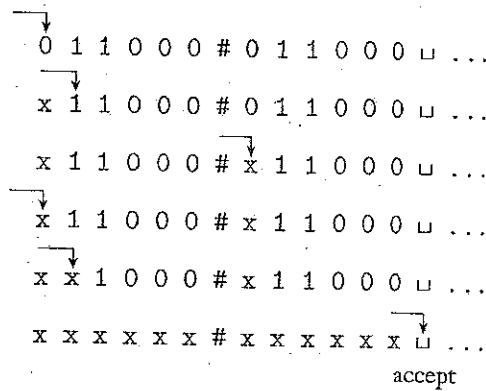 0 1 1 0 0 0 # 0 1 1 0 0 0 ␣ ...
x 1 1 0 0 0 # 0 1 1 0 0 0 ␣ ...
x 1 1 0 0 0 # x 1 1 0 0 0 ␣ ...
x 1 1 0 0 0 # x 1 1 0 0 0 ␣ ...
x x 1 0 0 0 # x 1 1 0 0 0 ␣ ...
x x x x x x # x x x x x x ␣ ...
accept